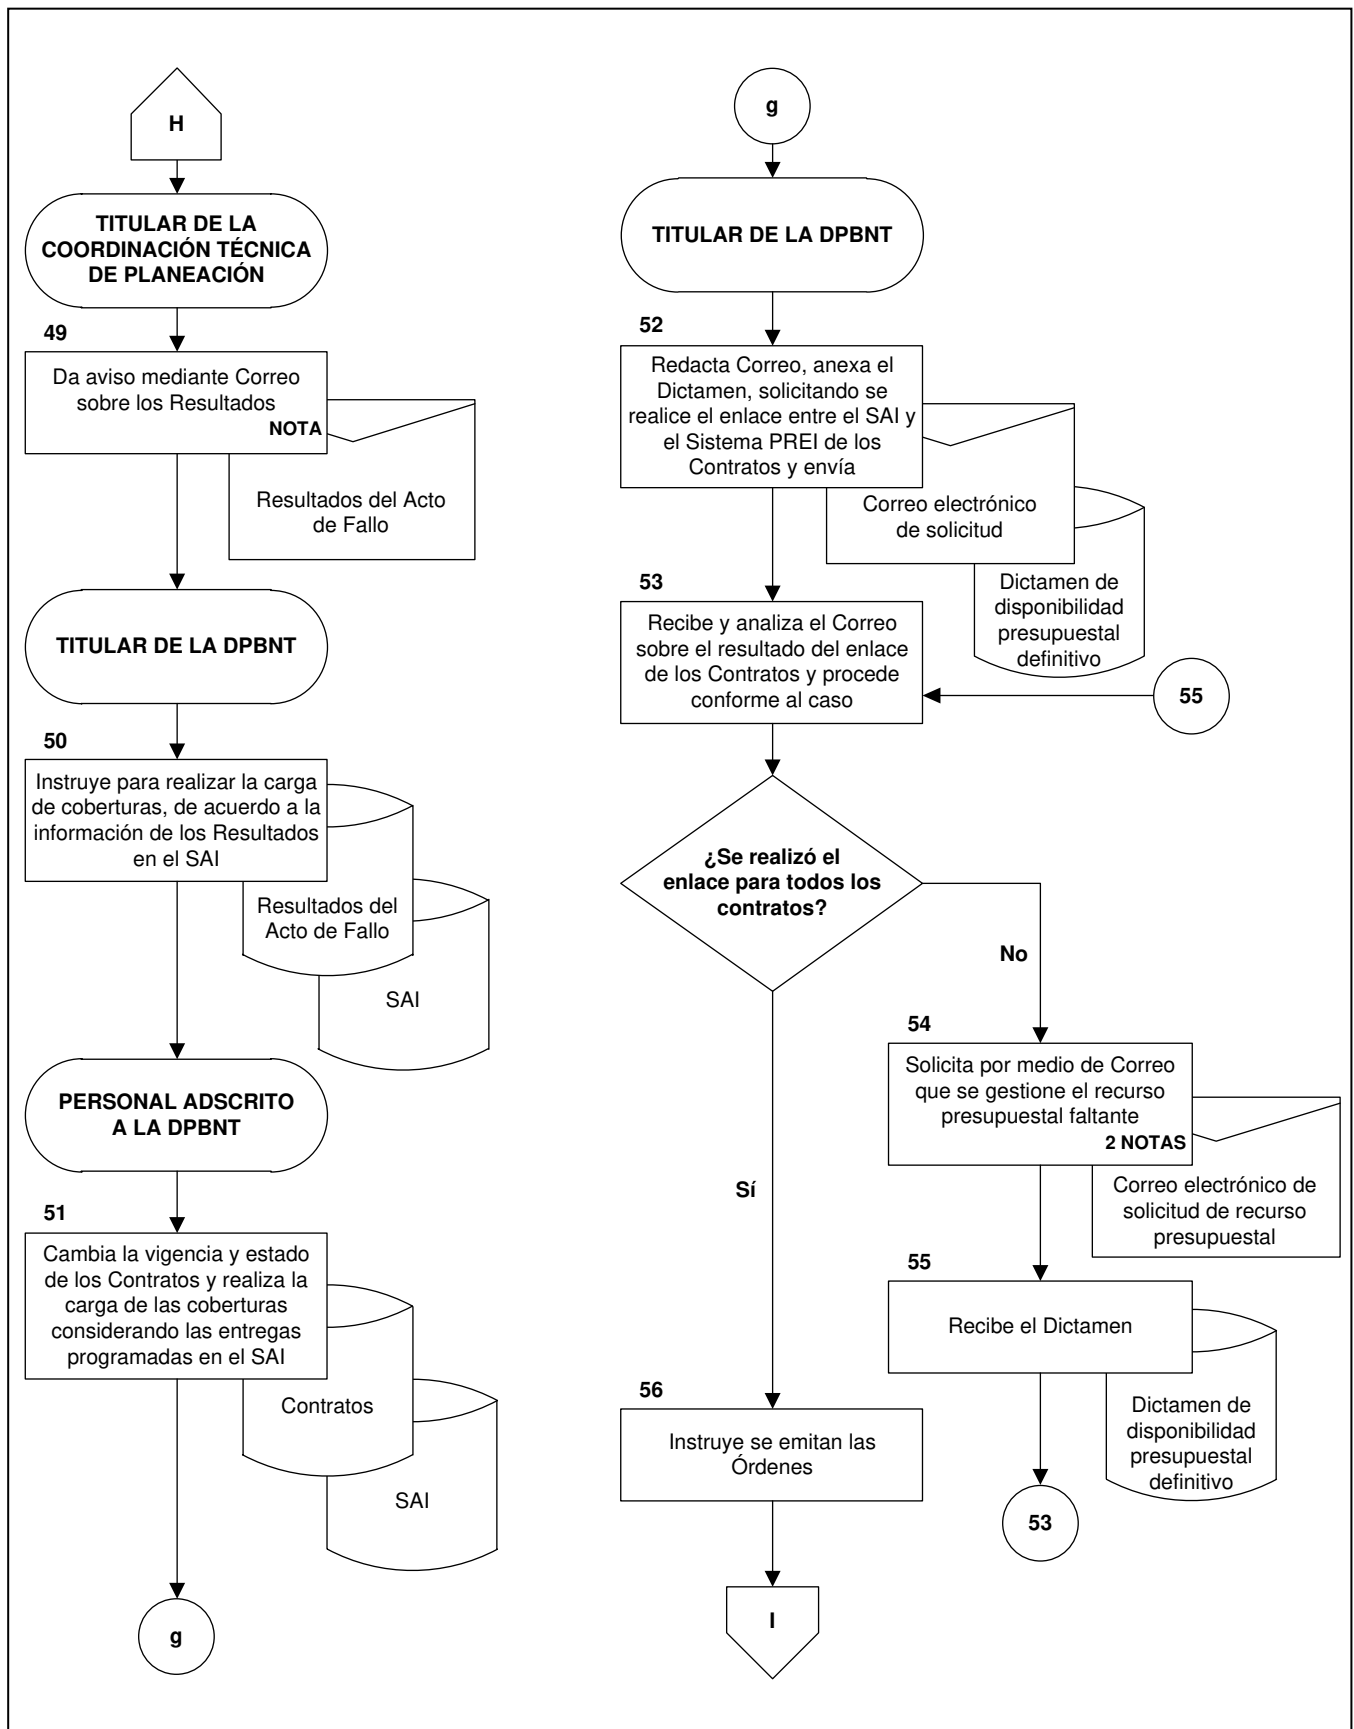 H
TITULAR DE LA
COORDINACIÓN TÉCNICA
DE PLANEACIÓN
49
Da aviso mediante Correo
sobre los Resultados
NOTA
Resultados del Acto
de Fallo
TITULAR DE LA DPBNT
50
Instruye para realizar la carga
de coberturas, de acuerdo a la
información de los Resultados
en el SAI
Resultados del
Acto de Fallo
SAI
PERSONAL ADSCRITO
A LA DPBNT
51
Cambia la vigencia y estado
de los Contratos y realiza la
carga de las coberturas
considerando las entregas
programadas en el SAI
Contratos
SAI
g
g
TITULAR DE LA DPBNT
52
Redacta Correo, anexa el
Dictamen, solicitando se
realice el enlace entre el SAI y
el Sistema PREI de los
Contratos y envía
Correo electrónico
de solicitud
Dictamen de
disponibilidad
presupuestal
definitivo
53
Recibe y analiza el Correo
sobre el resultado del enlace
de los Contratos y procede
conforme al caso
55
¿Se realizó el
enlace para todos los
contratos?
No
54
Solicita por medio de Correo
que se gestione el recurso
presupuestal faltante
2 NOTAS
Correo electrónico de
solicitud de recurso
presupuestal
55
Recibe el Dictamen
Dictamen de
disponibilidad
presupuestal
definitivo
53
Sí
56
Instruye se emitan las
Órdenes
I